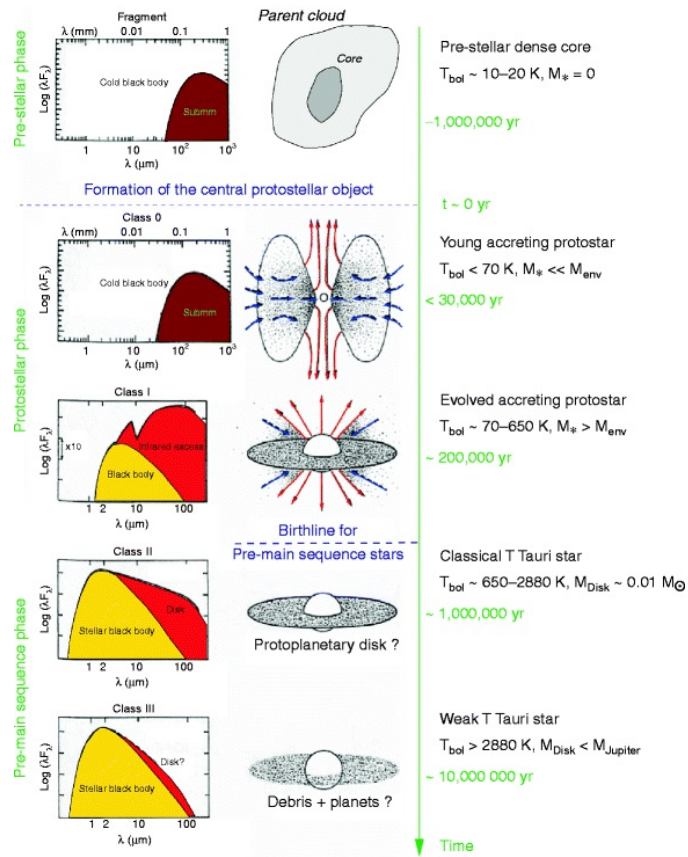 Fragment
λ (mm) 0.01 0.1 1
Log (λFλ)
Cold black body
Submm
1 10² 10³
λ (μm)
Pre-stellar phase
Parent cloud
Core
Pre-stellar dense core
Tbol ~ 10–20 K, M* = 0
–1,000,000 yr
Formation of the central protostellar object
t ~ 0 yr
Class 0
λ (mm) 0.01 0.1 1
Log (λFλ)
Cold black body
Submm
1 10² 10³
λ (μm)
Young accreting protostar
Tbol < 70 K, M* << Menv
< 30,000 yr
Protostellar phase
Class I
Log (λFλ)
x10
Infrared excess
Black body
1 2 10 100
λ (μm)
Evolved accreting protostar
Tbol ~ 70–650 K, M* > Menv
~ 200,000 yr
Birthline for
Pre-main sequence stars
Class II
Log (λFλ)
Disk
Stellar black body
1 2 10 100
λ (μm)
Protoplanetary disk ?
Classical T Tauri star
Tbol ~ 650–2880 K, MDisk ~ 0.01 M⊙
~ 1,000,000 yr
Pre-main sequence phase
Class III
Log (λFλ)
Disk?
Stellar black body
1 2 10 100
λ (μm)
Debris + planets ?
Weak T Tauri star
Tbol > 2880 K, MDisk < MJupiter
~ 10,000 000 yr
Time